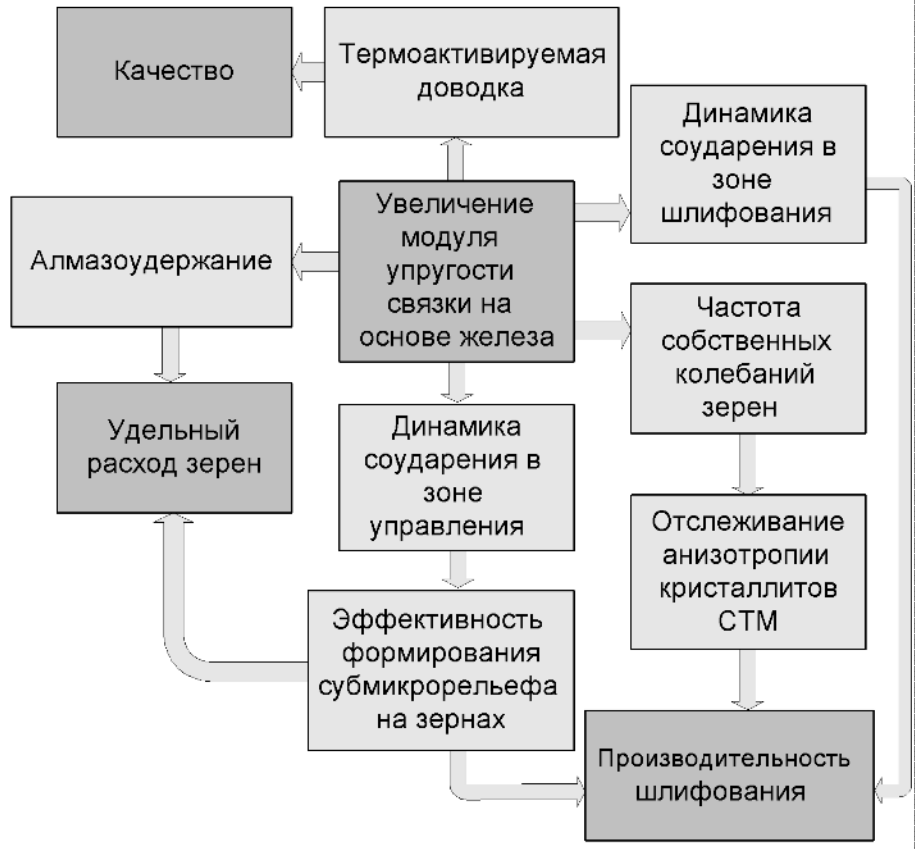 Качество
Термоактивируемая
доводка
Динамика
соударения в
зоне
шлифования
Увеличение
модуля
упругости
связки на
основе железа
Алмазоудержание
Частота
собственных
колебаний
зерен
Удельный
расход зерен
Динамика
соударения в
зоне
управления
Отслеживание
анизотропии
кристаллитов
СТМ
Эффективность
формирования
субмикрорельефа
на зернах
Производительность
шлифования